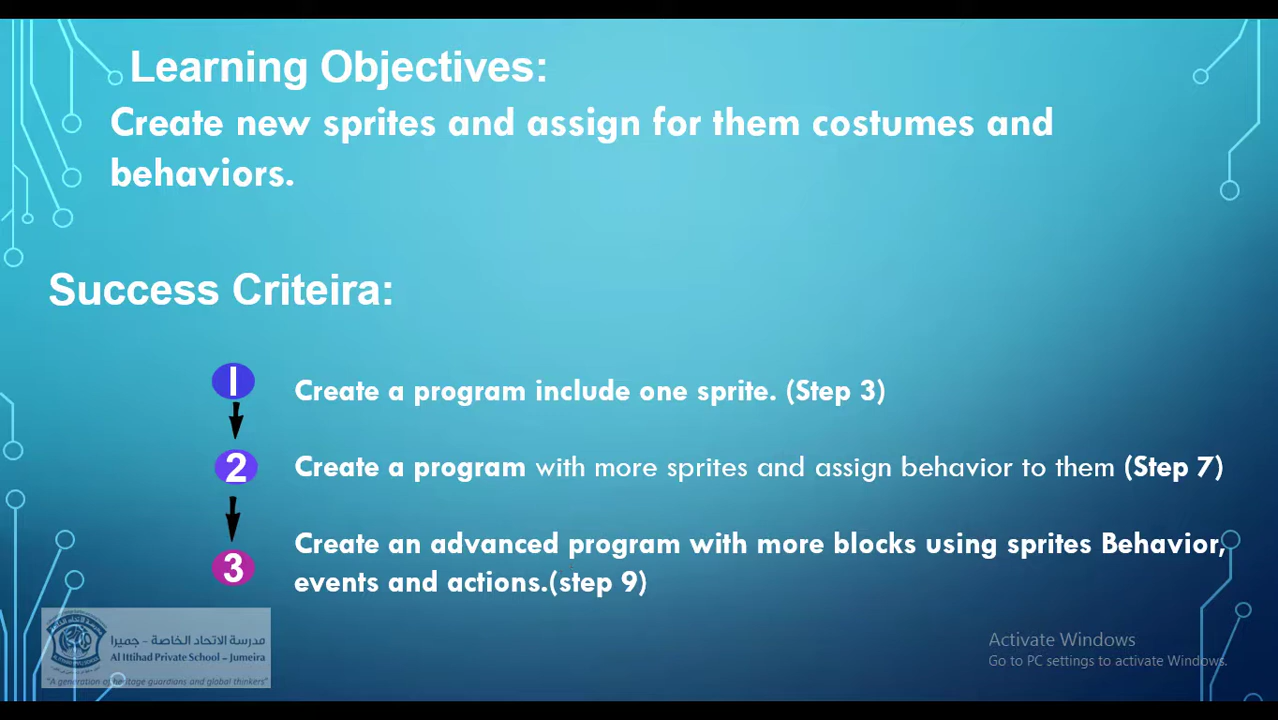 Learning Objectives:
Create new sprites and assign for them costumes and
behaviors.
Success Criteira:
1
Create a program include one sprite. (Step 3)
2
Create a program with more sprites and assign behavior to them (Step 7)
3
Create an advanced program with more blocks using sprites Behavior,
events and actions.(step 9)
مدرسة الاتحاد الخاصة - جميرا
Al Ittihad Private School - Jumeira
"A generation of heritage guardians and global thinkers"
Activate Windows
Go to PC settings to activate Windows.